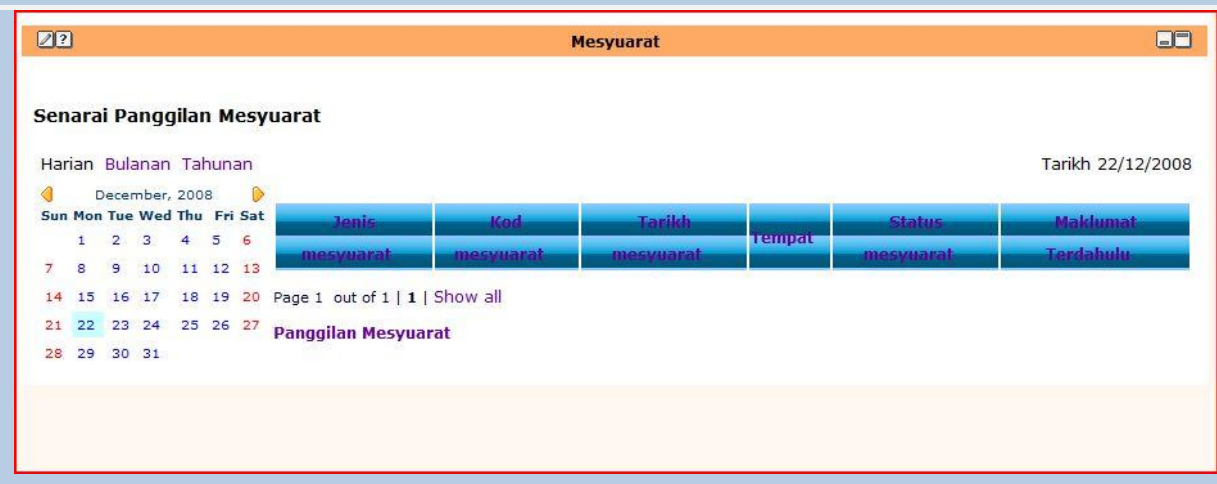 ?
Mesyuarat
Senarai Panggilan Mesyuarat
Harian Bulanan Tahunan
Tarikh 22/12/2008
December, 2008
Sun Mon Tue Wed Thu Fri Sat
1 2 3 4 5 6
7 8 9 10 11 12 13
14 15 16 17 18 19 20
21 22 23 24 25 26 27
28 29 30 31
Jenis mesyuarat
Kod mesyuarat
Tarikh mesyuarat
Tempat
Status mesyuarat
Maklumat Terdahulu
Page 1 out of 1 | 1 | Show all
Panggilan Mesyuarat